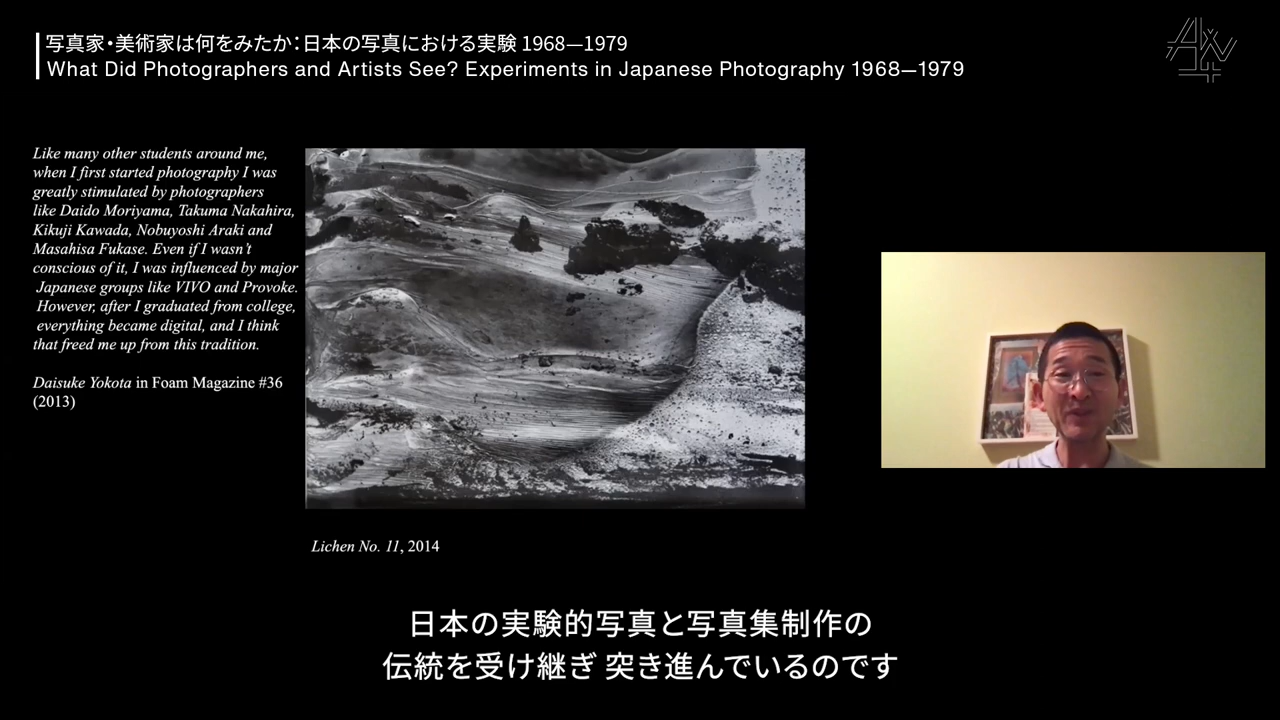 写真家・美術家は何をみたか：日本の写真における実験 1968—1979
What Did Photographers and Artists See? Experiments in Japanese Photography 1968—1979
Like many other students around me,
when I first started photography I was
greatly stimulated by photographers
like Daido Moriyama, Takuma Nakahira,
Kikuji Kawada, Nobuyoshi Araki and
Masahisa Fukase. Even if I wasn't
conscious of it, I was influenced by major
Japanese groups like VIVO and Provoke.
However, after I graduated from college,
everything became digital, and I think
that freed me up from this tradition.
Daisuke Yokota in Foam Magazine #36
(2013)
Lichen No. 11, 2014
日本の実験的写真と写真集制作の
伝統を受け継ぎ 突き進んでいるのです